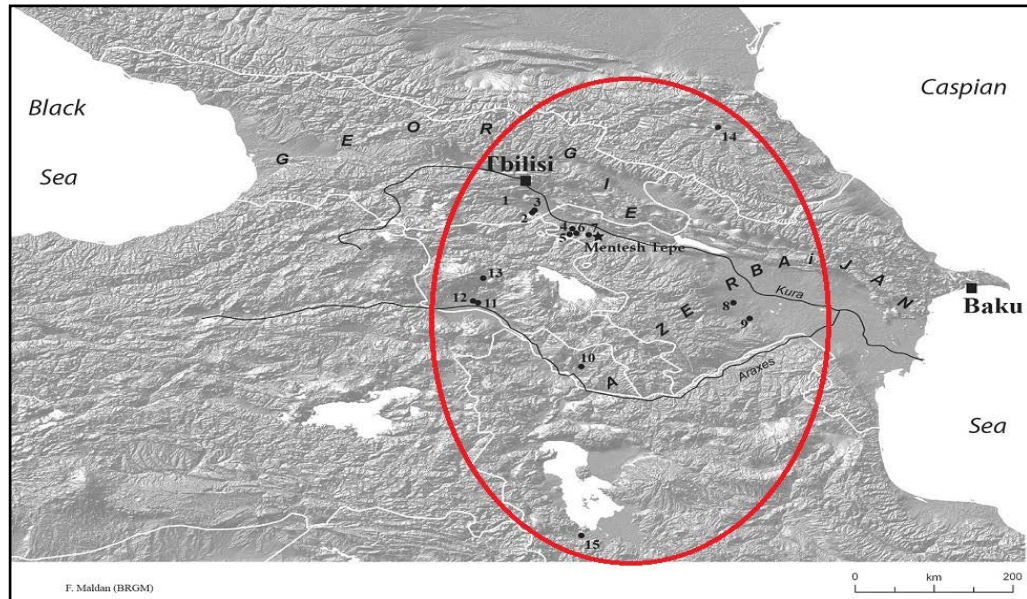 Black
Sea
Caspian
Sea
G E O R G I E
A Z E R B A i J A N
Tbilisi
Baku
Mentesh Tepe
Kura
Araxes
1
2
3
4
5
6
7
8
9
10
11
12
13
14
15
F. Maldan (BRGM)
0 km 200